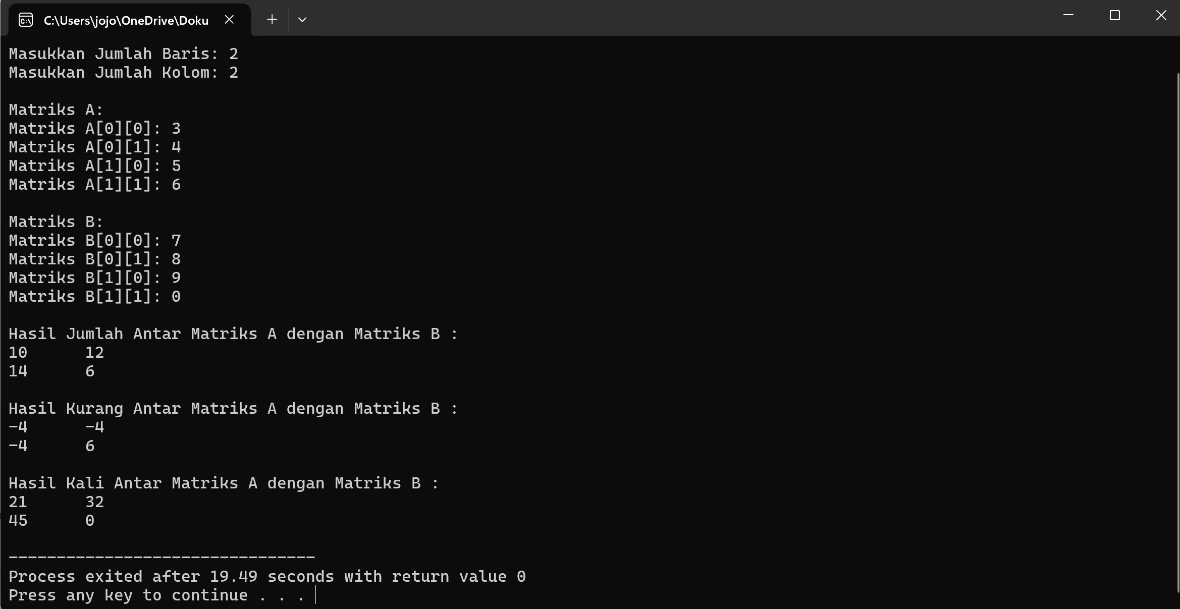 C:\Users\jojo\OneDrive\Doku
Masukkan Jumlah Baris: 2
Masukkan Jumlah Kolom: 2
Matriks A:
Matriks A[0][0]: 3
Matriks A[0][1]: 4
Matriks A[1][0]: 5
Matriks A[1][1]: 6
Matriks B:
Matriks B[0][0]: 7
Matriks B[0][1]: 8
Matriks B[1][0]: 9
Matriks B[1][1]: 0
Hasil Jumlah Antar Matriks A dengan Matriks B :
10      12
14      6
Hasil Kurang Antar Matriks A dengan Matriks B :
-4      -4
-4      6
Hasil Kali Antar Matriks A dengan Matriks B :
21      32
45      0
--------------------------------
Process exited after 19.49 seconds with return value 0
Press any key to continue . . .